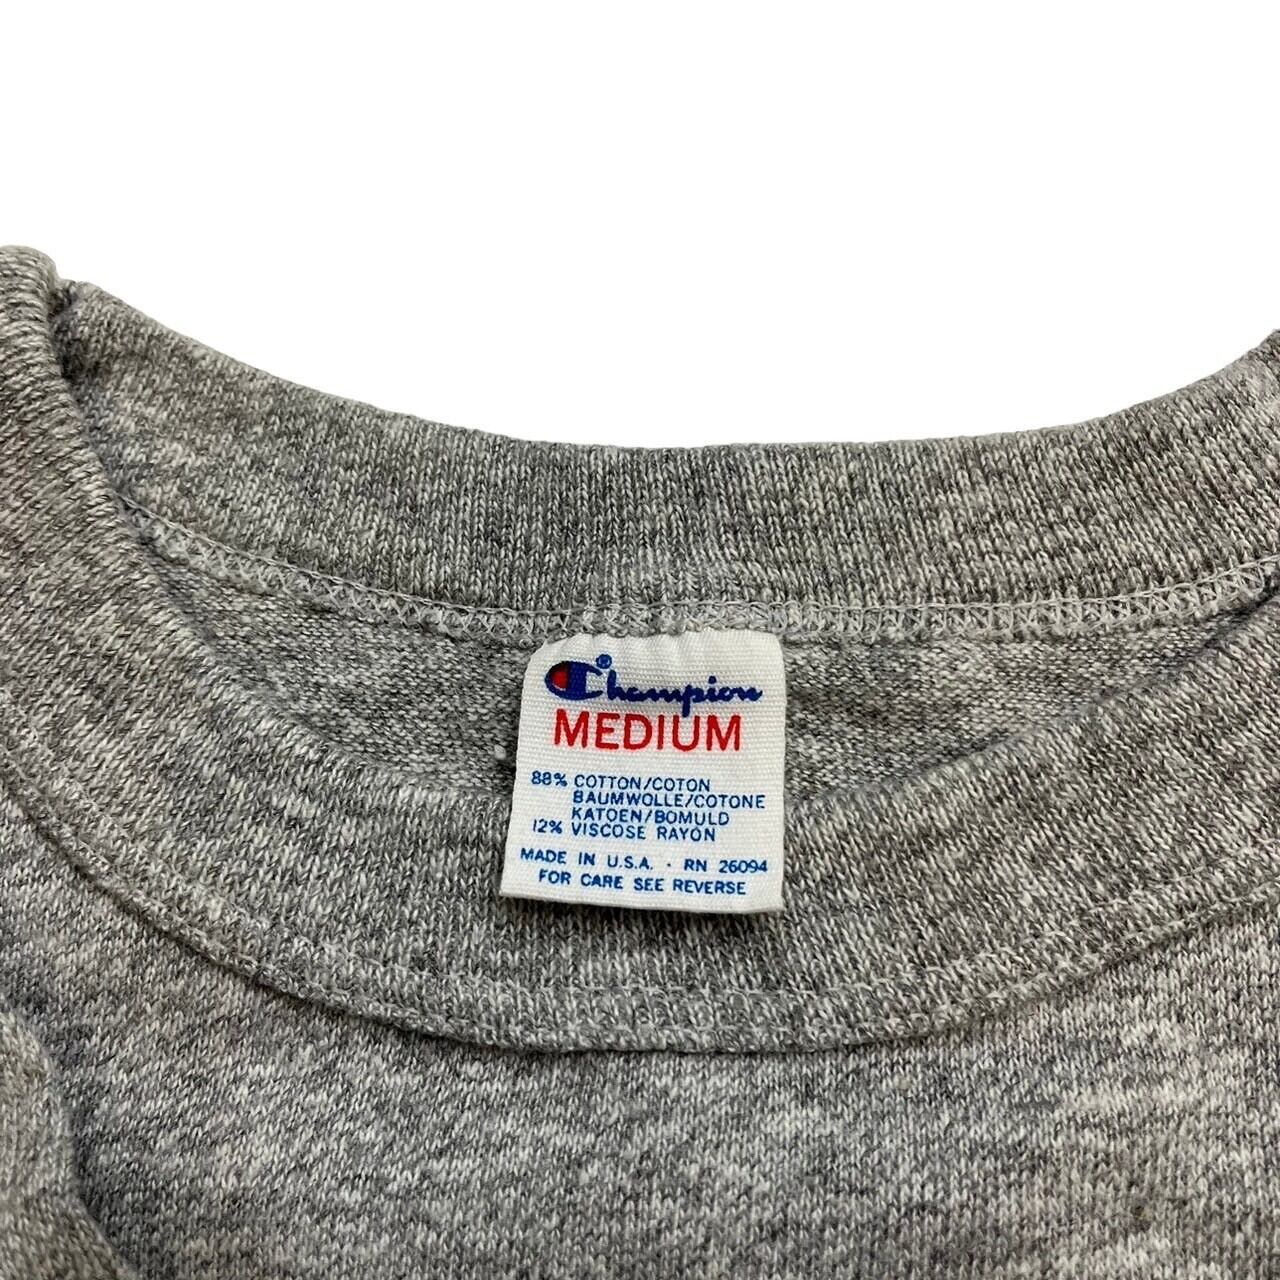 Champion®
MEDIUM
88% COTTON/COTON
BAUMWOLLE/COTONE
KATOEN/BOMULD
12% VISCOSE RAYON
MADE IN U.S.A. · RN 26094
FOR CARE SEE REVERSE